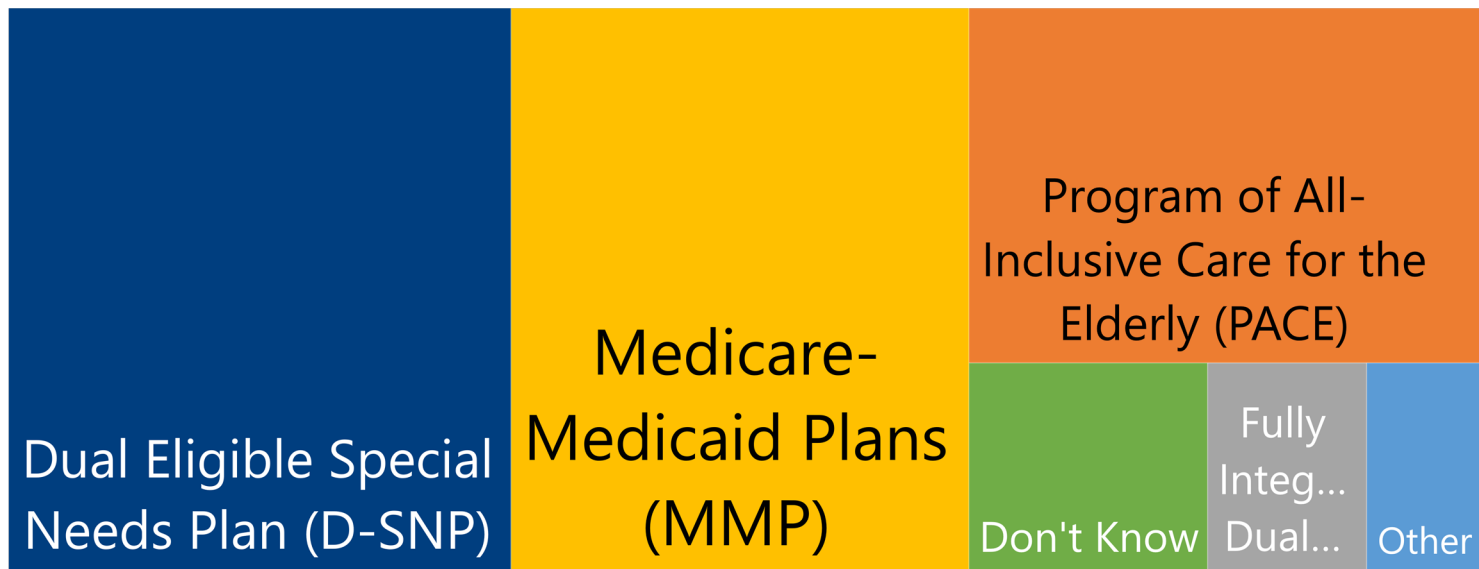 Dual Eligible Special
Needs Plan (D-SNP)
Medicare-
Medicaid Plans
(MMP)
Program of All-
Inclusive Care for the
Elderly (PACE)
Don't Know
Fully
Integ...
Dual...
Other